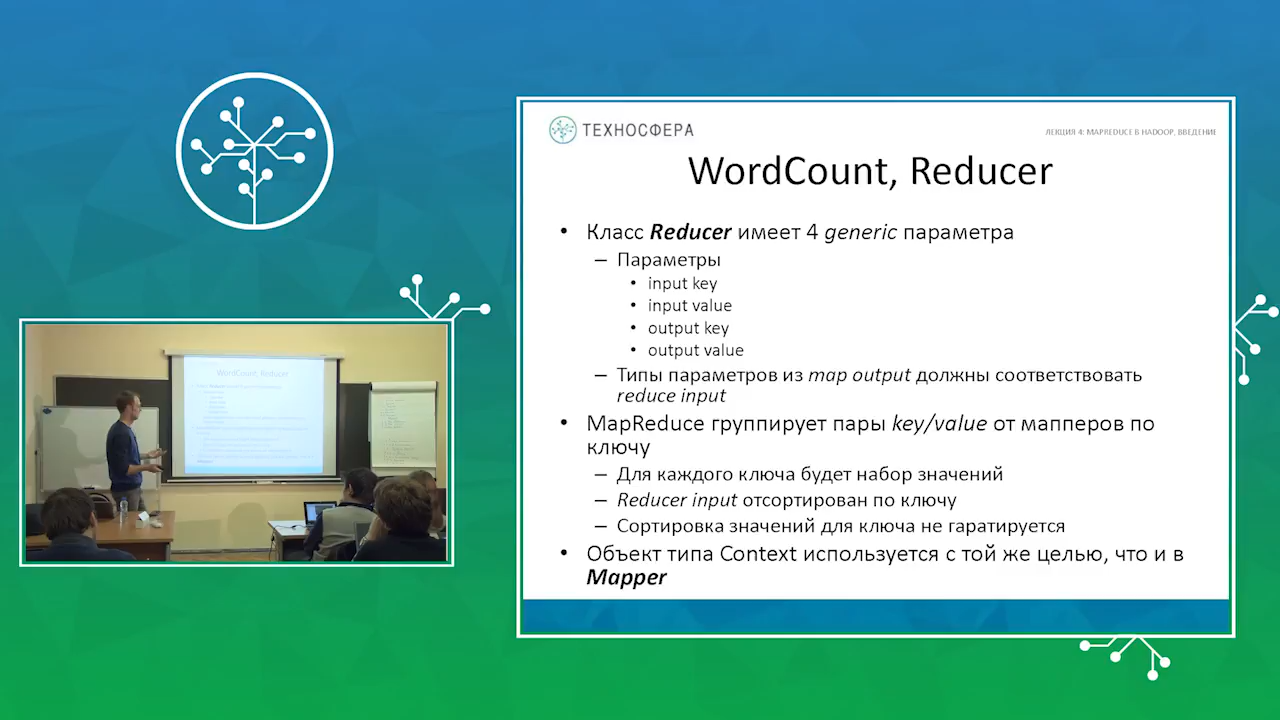 ТЕХНОСФЕРА
ЛЕКЦИЯ 4: MAPREDUCE В HADOOP, ВВЕДЕНИЕ
WordCount, Reducer
• Класс Reducer имеет 4 generic параметра
– Параметры
• input key
• input value
• output key
• output value
– Типы параметров из map output должны соответствовать
reduce input
• MapReduce группирует пары key/value от мапперов по
ключу
– Для каждого ключа будет набор значений
– Reducer input отсортирован по ключу
– Сортировка значений для ключа не гаратируется
• Объект типа Context используется с той же целью, что и в
Mapper
WordCount, Reducer